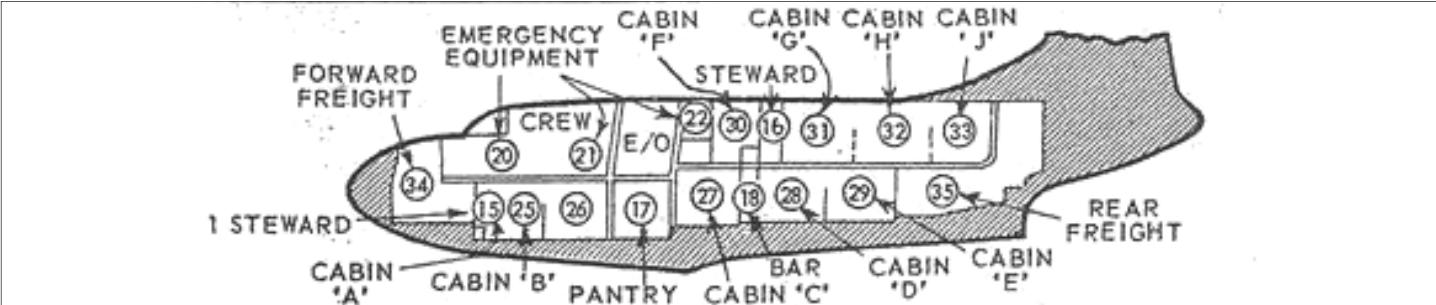 CABIN
'F'
CABIN
'G'
CABIN
'H'
CABIN
'J'
EMERGENCY
EQUIPMENT
STEWARD
FORWARD
FREIGHT
CREW
E/O
22
30
16
31
32
33
20
21
34
15
25
26
17
27
18
28
29
35
1 STEWARD
REAR
FREIGHT
CABIN
'A'
CABIN 'B'
PANTRY
CABIN 'C'
BAR
CABIN
'D'
CABIN
'E'